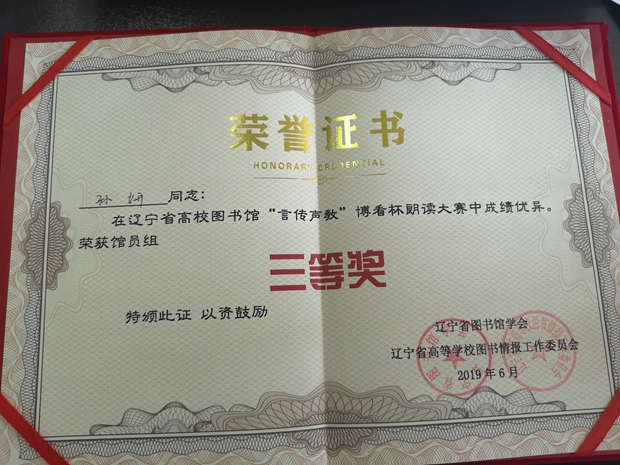 荣誉证书
HONORARY CREDENTIAL
孙妍 同志：
在辽宁省高校图书馆“言传声教”博看杯朗读大赛中成绩优异。
荣获馆员组
三等奖
特颁此证 以资鼓励
辽宁省图书馆学会
辽宁省高等学校图书情报工作委员会
2019年6月